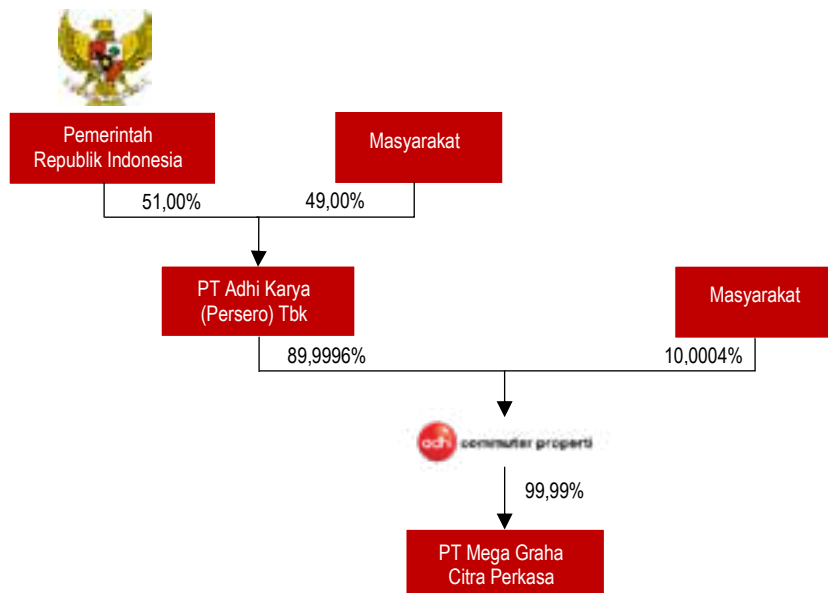 Pemerintah
Republik Indonesia
Masyarakat
51,00%
49,00%
PT Adhi Karya
(Persero) Tbk
Masyarakat
89,9996%
10,0004%
adhi commuter properti
99,99%
PT Mega Graha
Citra Perkasa